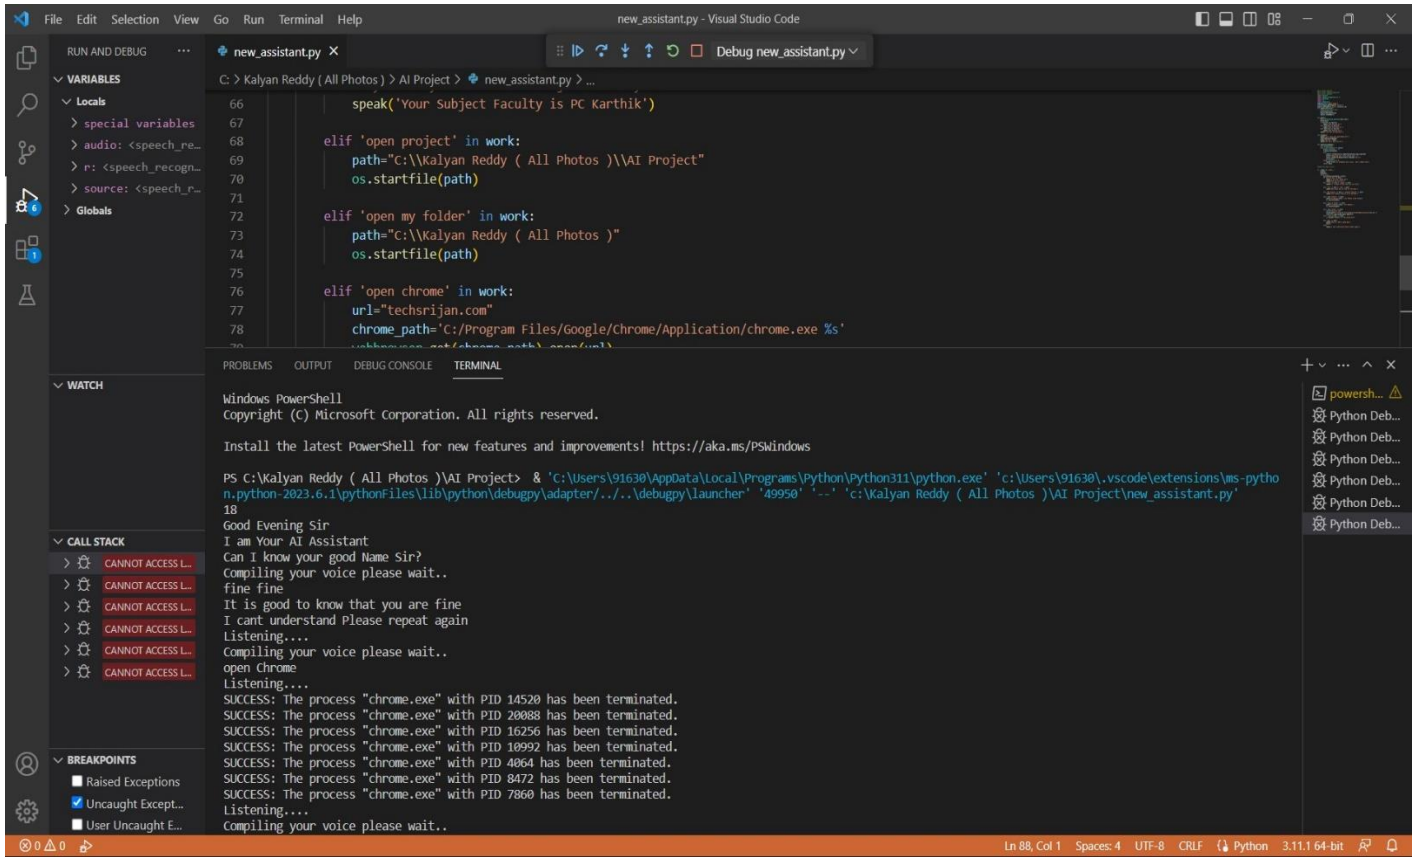 File Edit Selection View Go Run Terminal Help new_assistant.py - Visual Studio Code
RUN AND DEBUG ...
new_assistant.py
Debug new_assistant.py
VARIABLES
Locals
> special variables
> audio: <speech_re...
> r: <speech_recogn...
> source: <speech_r...
> Globals
C: > Kalyan Reddy ( All Photos ) > AI Project > new_assistant.py > ...
66 speak('Your Subject Faculty is PC Karthik')
67
68 elif 'open project' in work:
69 path="C:\\Kalyan Reddy ( All Photos )\\AI Project"
70 os.startfile(path)
71
72 elif 'open my folder' in work:
73 path="C:\\Kalyan Reddy ( All Photos )"
74 os.startfile(path)
75
76 elif 'open chrome' in work:
77 url="techsrijan.com"
78 chrome_path='C:/Program Files/Google/Chrome/Application/chrome.exe %s'
PROBLEMS OUTPUT DEBUG CONSOLE TERMINAL
WATCH
Windows PowerShell
Copyright (C) Microsoft Corporation. All rights reserved.
Install the latest PowerShell for new features and improvements! https://aka.ms/PSWindows
PS C:\Kalyan Reddy ( All Photos )\AI Project> & 'C:\Users\91630\AppData\Local\Programs\Python\Python311\python.exe' 'c:\Users\91630\.vscode\extensions\ms-pytho
n.python-2023.6.1\pythonFiles\lib\python\debugpy\adapter/../..\debugpy\launcher' '49950' '--' 'c:\Kalyan Reddy ( All Photos )\AI Project\new_assistant.py'
18
Good Evening Sir
I am Your AI Assistant
Can I know your good Name Sir?
Compiling your voice please wait..
fine fine
It is good to know that you are fine
I cant understand Please repeat again
Listening....
Compiling your voice please wait..
open Chrome
Listening....
SUCCESS: The process "chrome.exe" with PID 14520 has been terminated.
SUCCESS: The process "chrome.exe" with PID 20088 has been terminated.
SUCCESS: The process "chrome.exe" with PID 16256 has been terminated.
SUCCESS: The process "chrome.exe" with PID 10992 has been terminated.
SUCCESS: The process "chrome.exe" with PID 4064 has been terminated.
SUCCESS: The process "chrome.exe" with PID 8472 has been terminated.
SUCCESS: The process "chrome.exe" with PID 7860 has been terminated.
Listening....
Compiling your voice please wait..
powersh...
Python Deb...
Python Deb...
Python Deb...
Python Deb...
Python Deb...
Python Deb...
CALL STACK
CANNOT ACCESS L...
CANNOT ACCESS L...
CANNOT ACCESS L...
CANNOT ACCESS L...
CANNOT ACCESS L...
CANNOT ACCESS L...
BREAKPOINTS
Raised Exceptions
Uncaught Except...
User Uncaught E...
6
1
0 0
Ln 88, Col 1 Spaces: 4 UTF-8 CRLF Python 3.11.1 64-bit